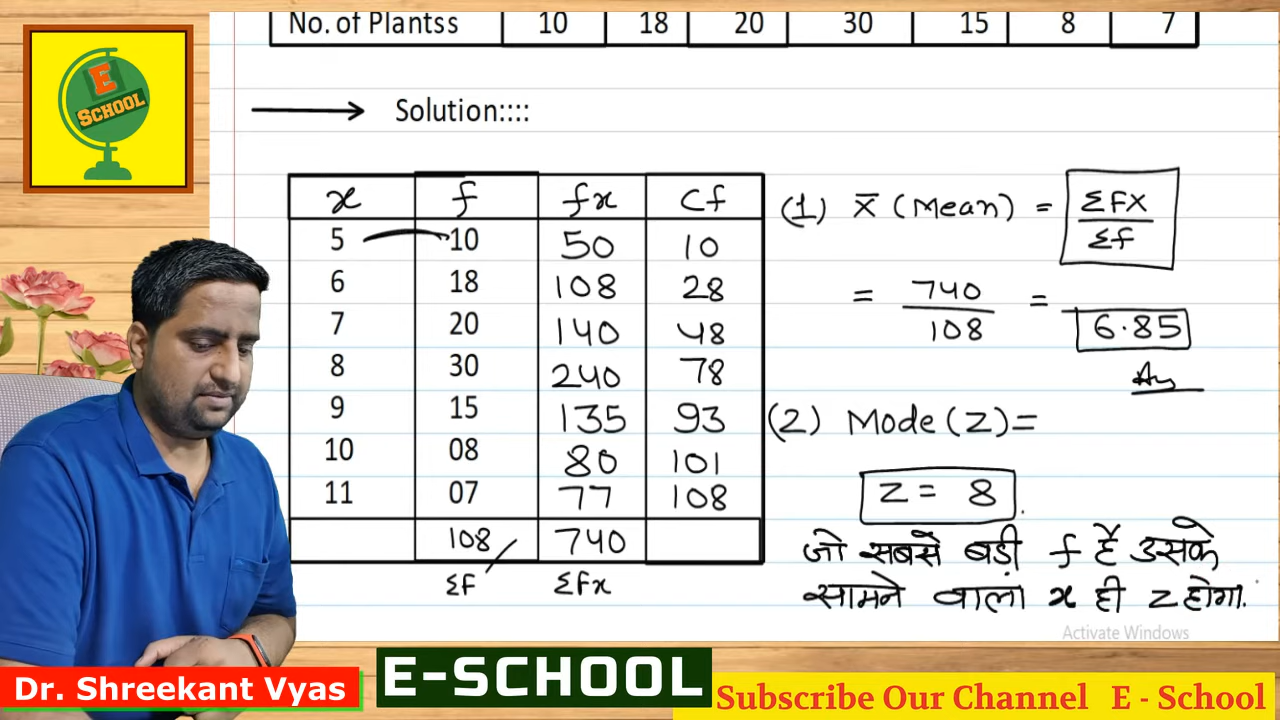 No. of Plantss 10 18 20 30 15 8 7
E
SCHOOL
Solution::::
x f fx Cf
5 10 50 10
6 18 108 28
7 20 140 48
8 30 240 78
9 15 135 93
10 08 80 101
11 07 77 108
108 740
Σf Σfx
(1) X̅ (Mean) = ΣfX / Σf
= 740 / 108 = 6.85
Ans
(2) Mode (Z) =
Z = 8
जो सबसे बड़ी f है उसके
सामने वाला x ही Z होगा.
Activate Windows
Dr. Shreekant Vyas
E-SCHOOL
Subscribe Our Channel E - School